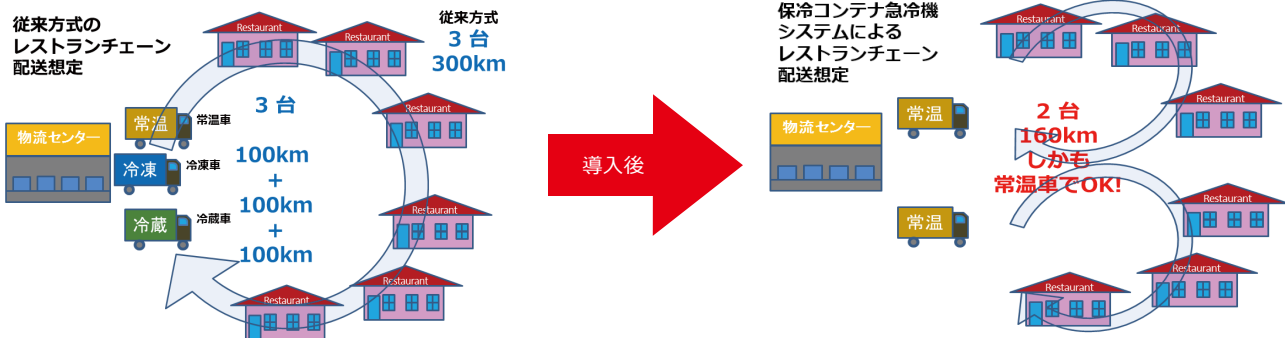 従来方式の
レストランチェーン
配送想定
従来方式
3 台
300km
Restaurant
Restaurant
Restaurant
Restaurant
Restaurant
Restaurant
物流センター
常温
常温車
冷凍
冷凍車
冷蔵
冷蔵車
3 台
100km
+
100km
+
100km
導入後
保冷コンテナ急冷機
システムによる
レストランチェーン
配送想定
Restaurant
Restaurant
Restaurant
Restaurant
Restaurant
Restaurant
物流センター
常温
常温
2 台
160km
しかも
常温車でOK!